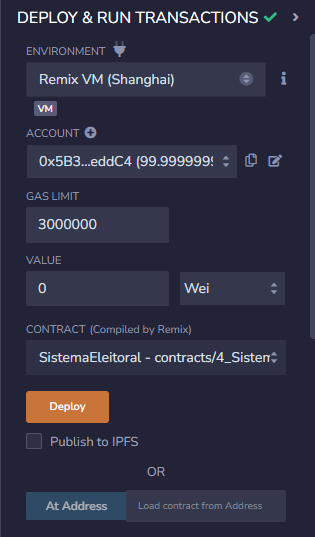 DEPLOY & RUN TRANSACTIONS
ENVIRONMENT
Remix VM (Shanghai)
VM
ACCOUNT
0x5B3...eddC4 (99.9999999
GAS LIMIT
3000000
VALUE
0 Wei
CONTRACT (Compiled by Remix)
SistemaEleitoral - contracts/4_Sistem
Deploy
Publish to IPFS
OR
At Address Load contract from Address